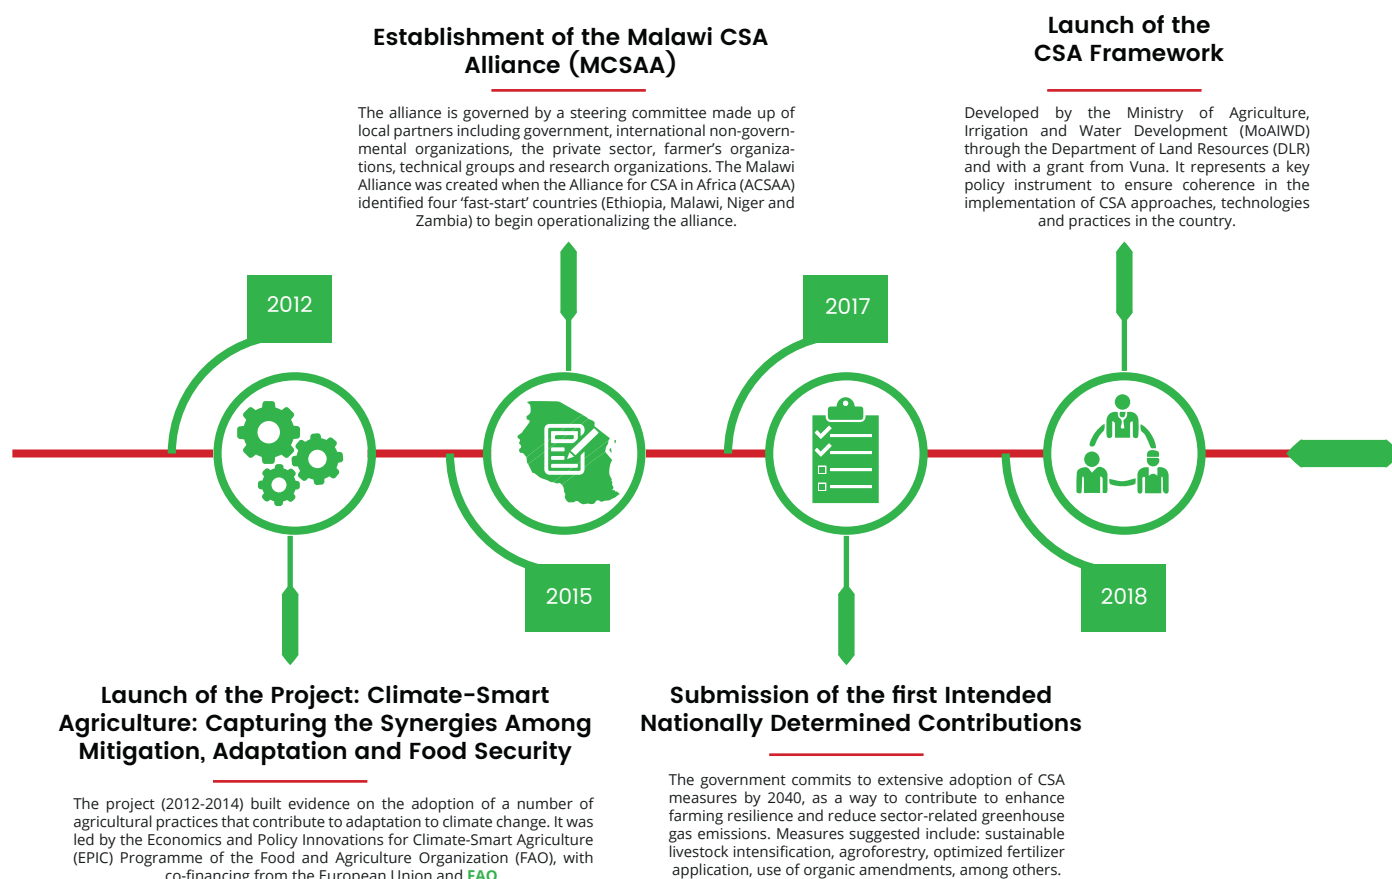 Establishment of the Malawi CSA
Alliance (MCSAA)
The alliance is governed by a steering committee made up of
local partners including government, international non-govern-
mental organizations, the private sector, farmer's organiza-
tions, technical groups and research organizations. The Malawi
Alliance was created when the Alliance for CSA in Africa (ACSAA)
identified four ‘fast-start’ countries (Ethiopia, Malawi, Niger and
Zambia) to begin operationalizing the alliance.
Launch of the
CSA Framework
Developed by the Ministry of Agriculture,
Irrigation and Water Development (MoAIWD)
through the Department of Land Resources (DLR)
and with a grant from Vuna. It represents a key
policy instrument to ensure coherence in the
implementation of CSA approaches, technologies
and practices in the country.
2012
2017
2015
2018
Launch of the Project: Climate-Smart
Agriculture: Capturing the Synergies Among
Mitigation, Adaptation and Food Security
The project (2012-2014) built evidence on the adoption of a number of
agricultural practices that contribute to adaptation to climate change. It was
led by the Economics and Policy Innovations for Climate-Smart Agriculture
(EPIC) Programme of the Food and Agriculture Organization (FAO), with
co-financing from the European Union and FAO
Submission of the first Intended
Nationally Determined Contributions
The government commits to extensive adoption of CSA
measures by 2040, as a way to contribute to enhance
farming resilience and reduce sector-related greenhouse
gas emissions. Measures suggested include: sustainable
livestock intensification, agroforestry, optimized fertilizer
application, use of organic amendments, among others.